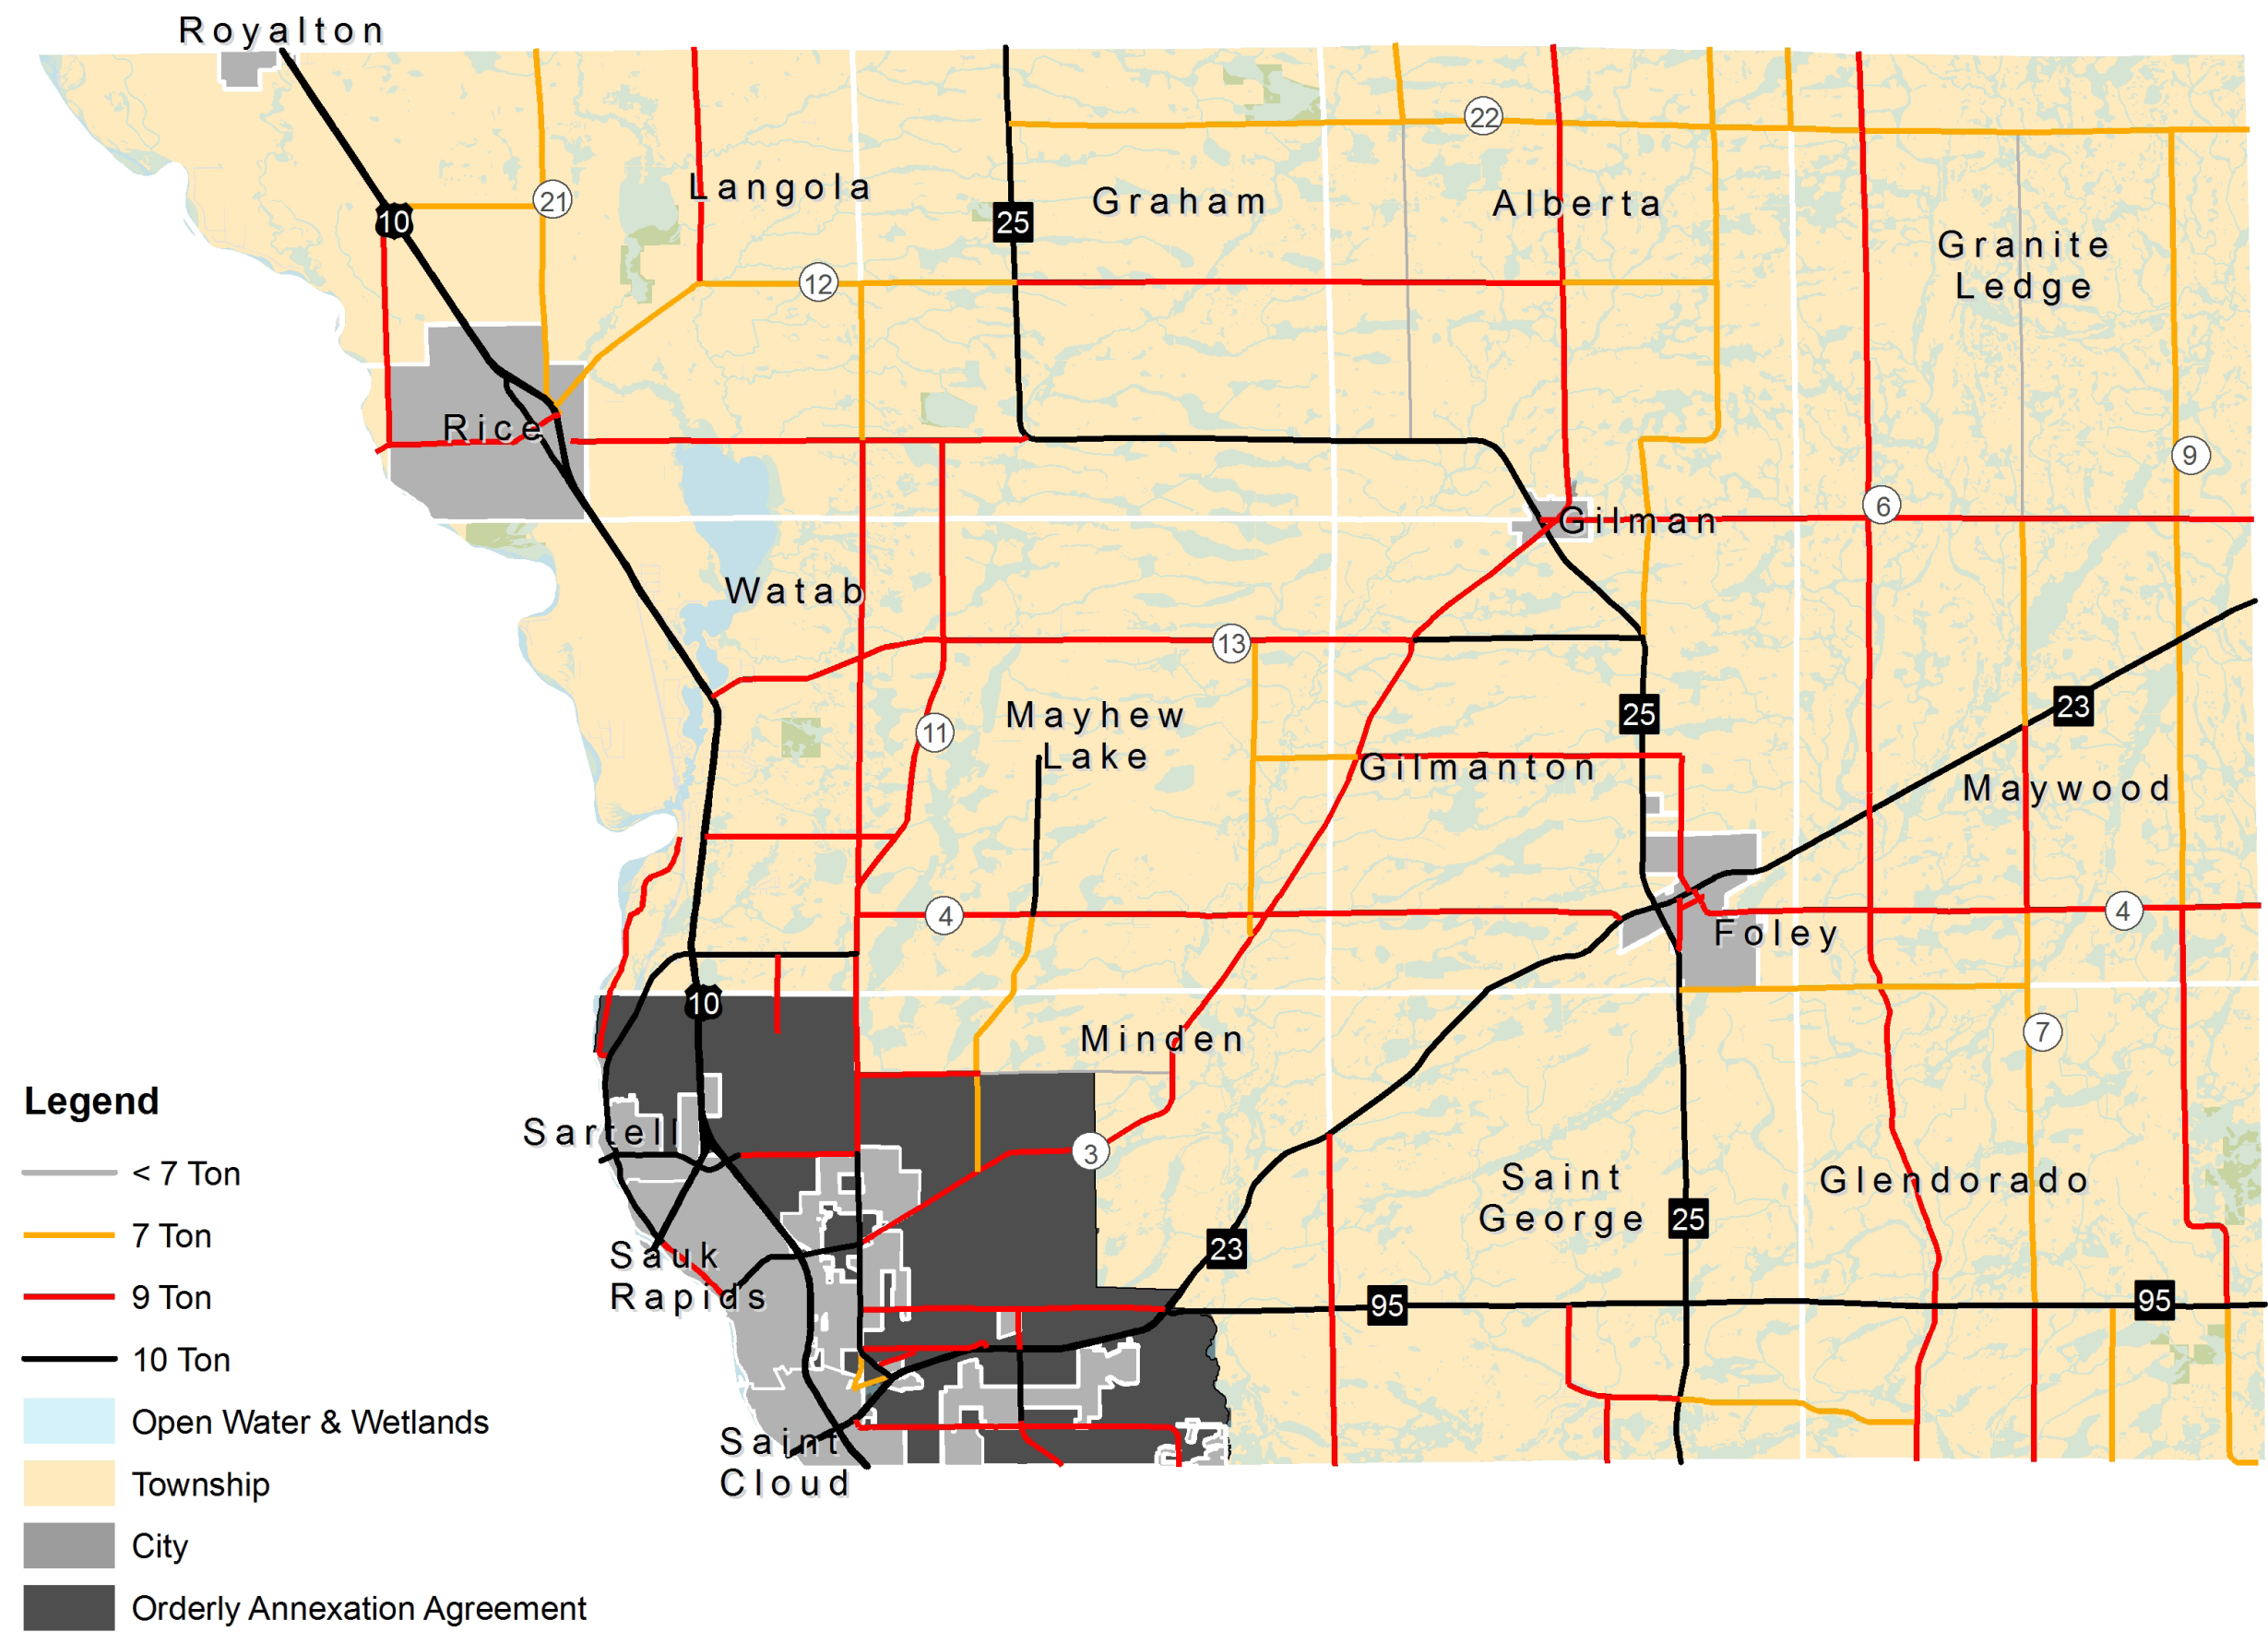 Royalton
22
Langola
21
Graham
Alberta
10
25
Granite
Ledge
12
Rice
9
6
Gilman
Watab
13
Mayhew
Lake
11
25
23
Gilmanton
Maywood
4
4
Foley
10
Minden
7
Legend
Sartell
3
< 7 Ton
Saint
George
Glendorado
25
7 Ton
Sauk
Rapids
23
9 Ton
95
95
10 Ton
Open Water & Wetlands
Saint
Cloud
Township
City
Orderly Annexation Agreement